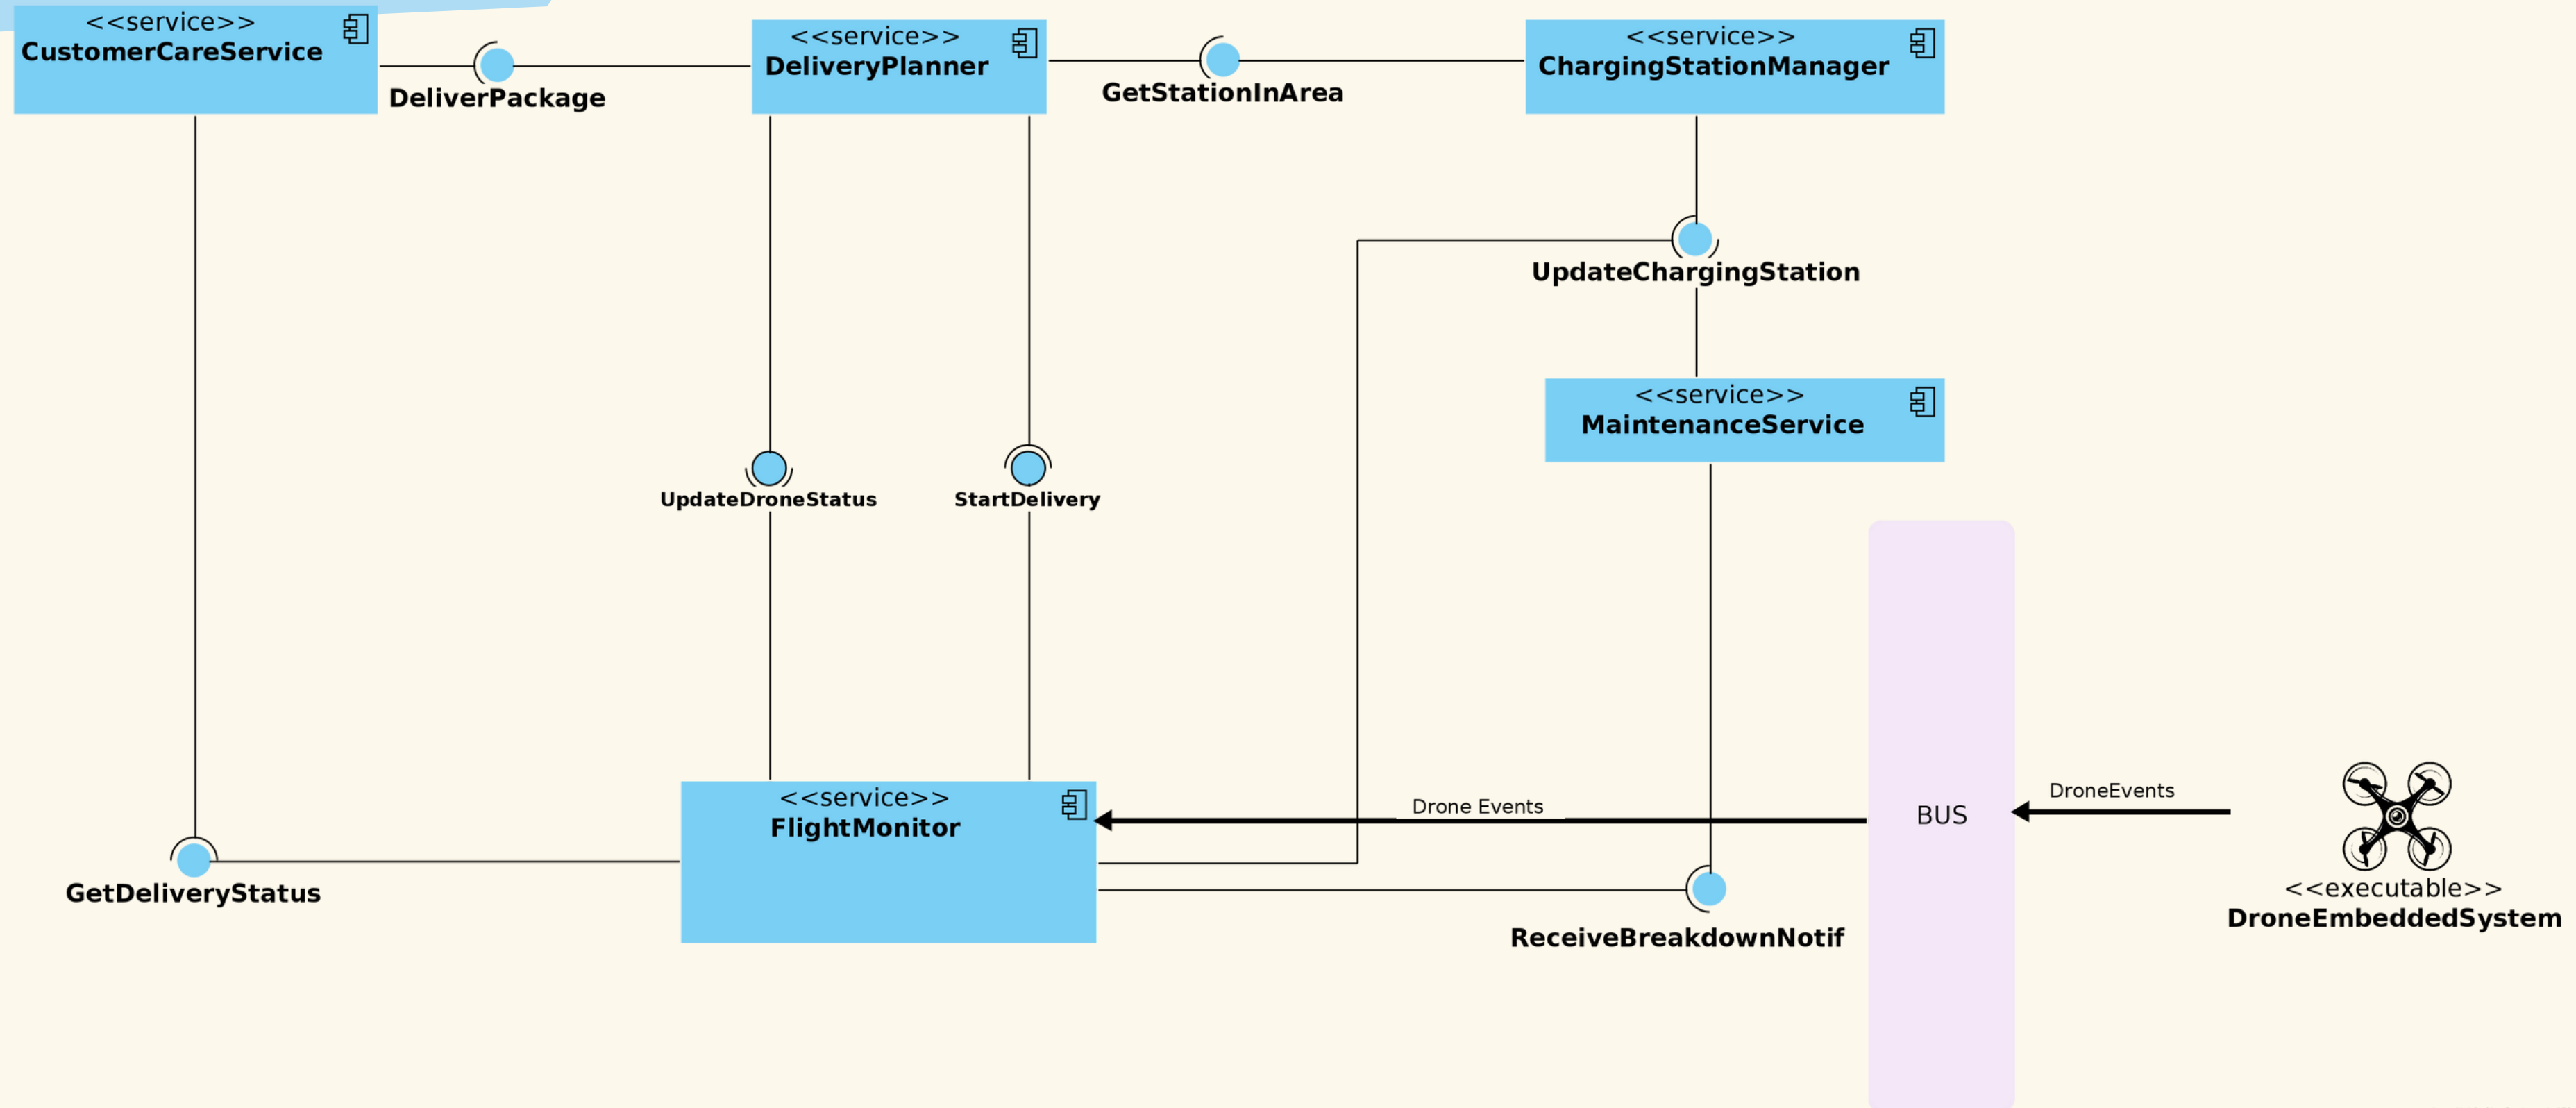 <<service>>
CustomerCareService
<<service>>
DeliveryPlanner
<<service>>
ChargingStationManager
DeliverPackage
GetStationInArea
UpdateChargingStation
<<service>>
MaintenanceService
UpdateDroneStatus
StartDelivery
<<service>>
FlightMonitor
Drone Events
BUS
DroneEvents
GetDeliveryStatus
ReceiveBreakdownNotif
<<executable>>
DroneEmbeddedSystem